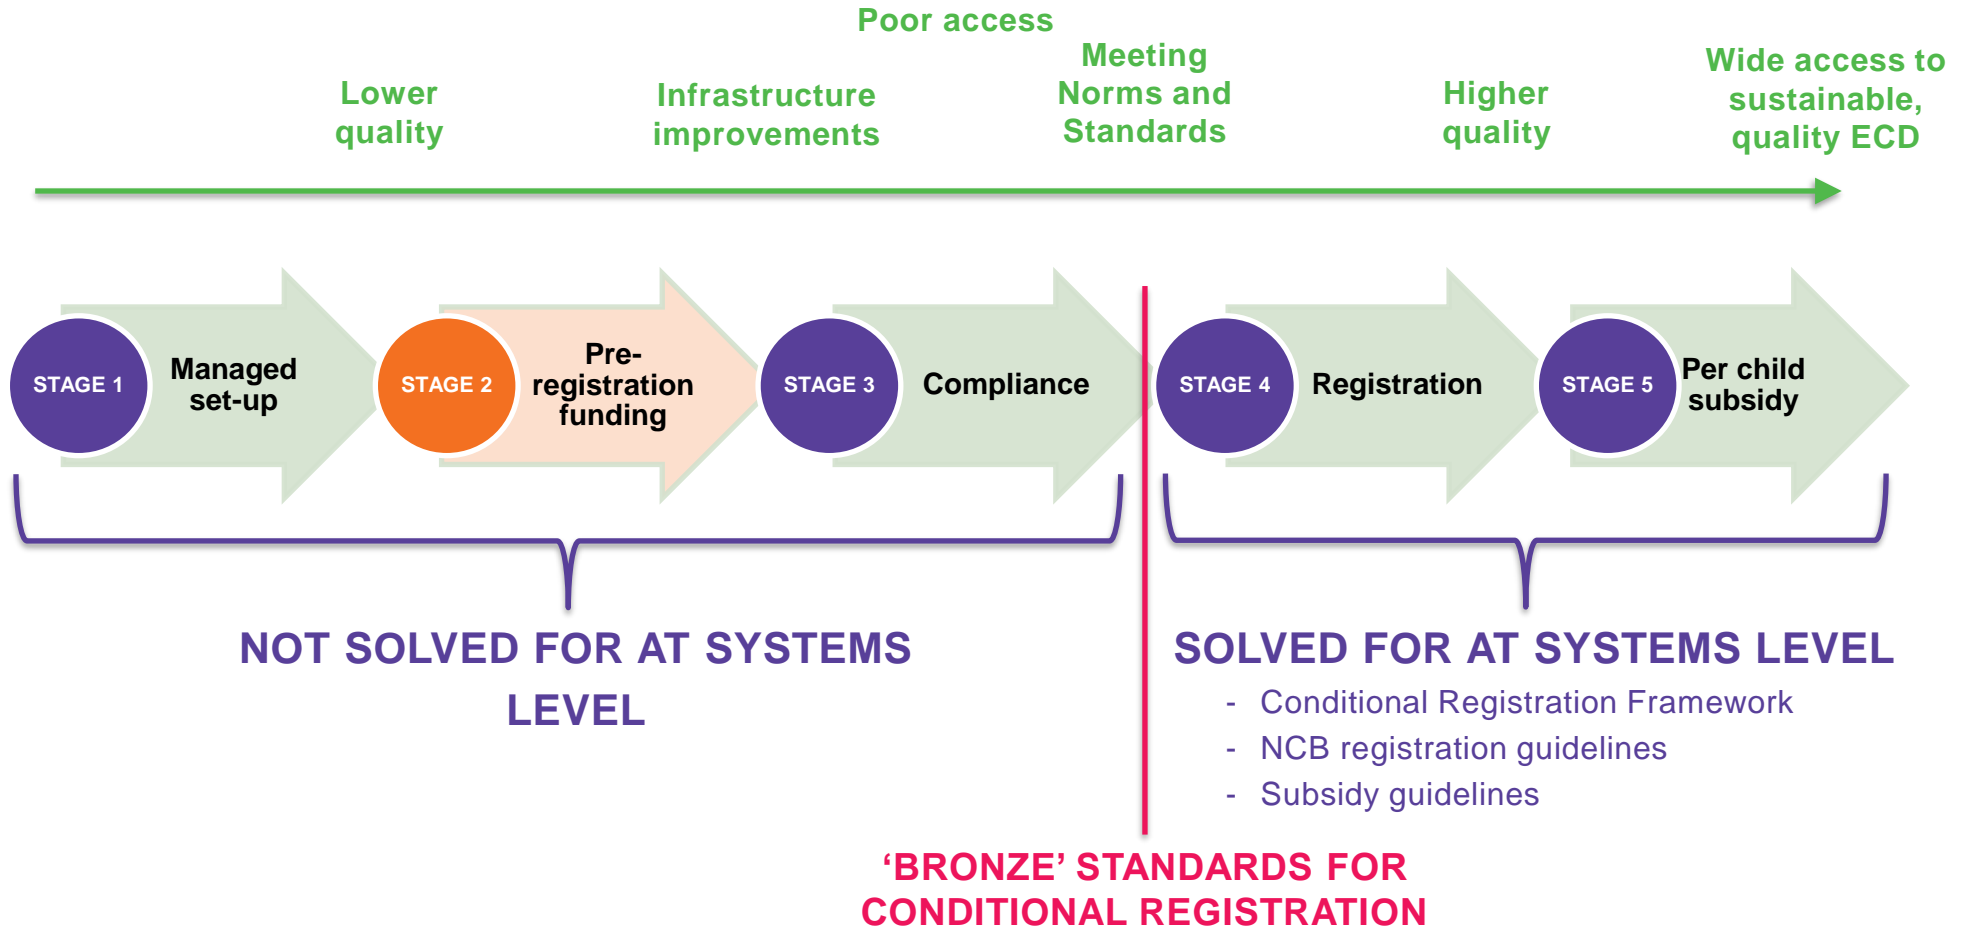 Poor access
Lower
quality
Infrastructure
improvements
Meeting
Norms and
Standards
Higher
quality
Wide access to
sustainable,
quality ECD
STAGE 1
Managed
set-up
STAGE 2
Pre-
registration
funding
STAGE 3
Compliance
STAGE 4
Registration
STAGE 5
Per child
subsidy
NOT SOLVED FOR AT SYSTEMS
LEVEL
SOLVED FOR AT SYSTEMS LEVEL
- Conditional Registration Framework
- NCB registration guidelines
- Subsidy guidelines
‘BRONZE’ STANDARDS FOR
CONDITIONAL REGISTRATION